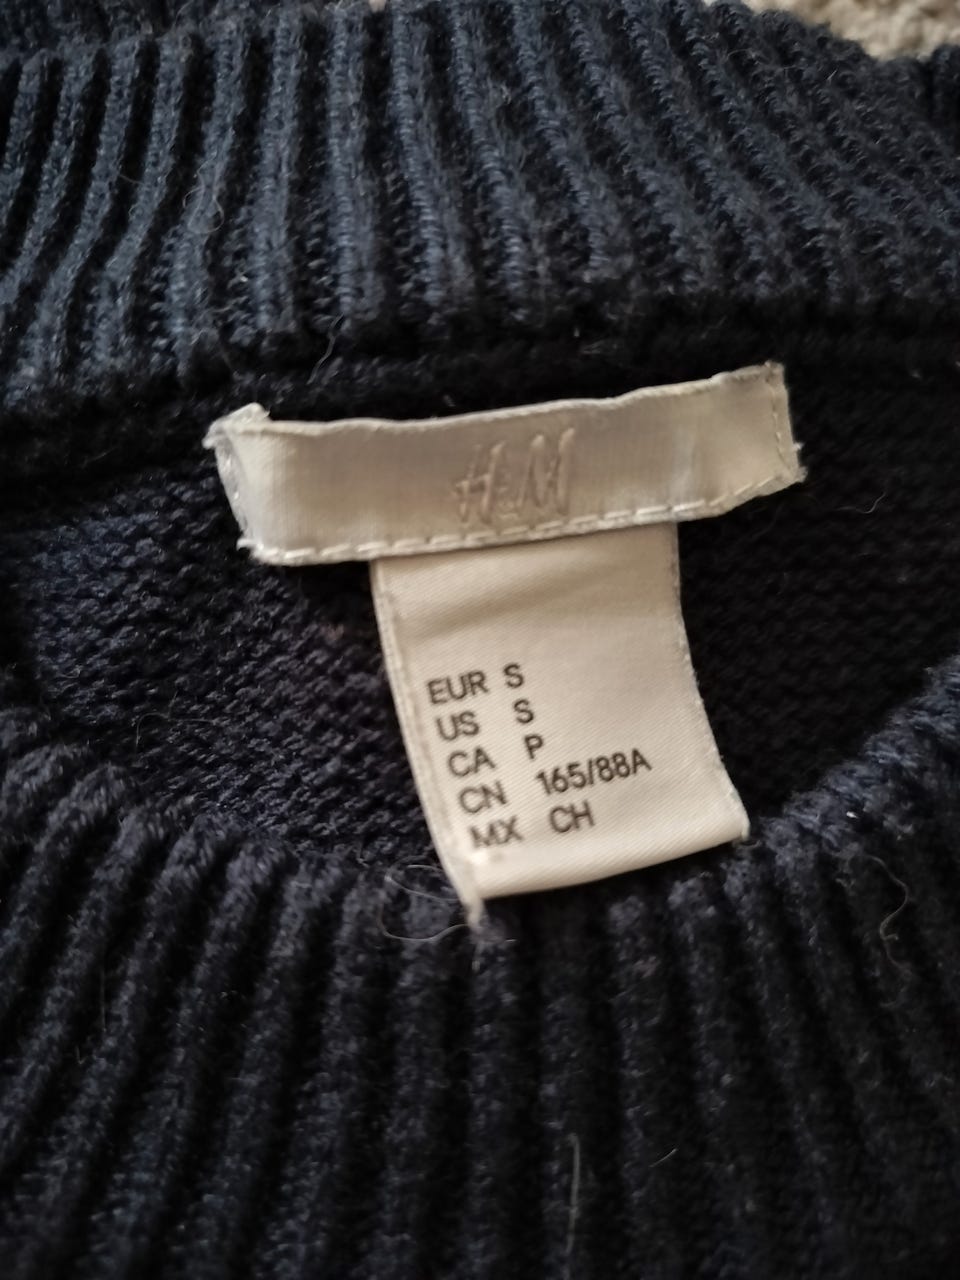 H&M
EUR S
US S
CA P
CN 165/88A
MX CH